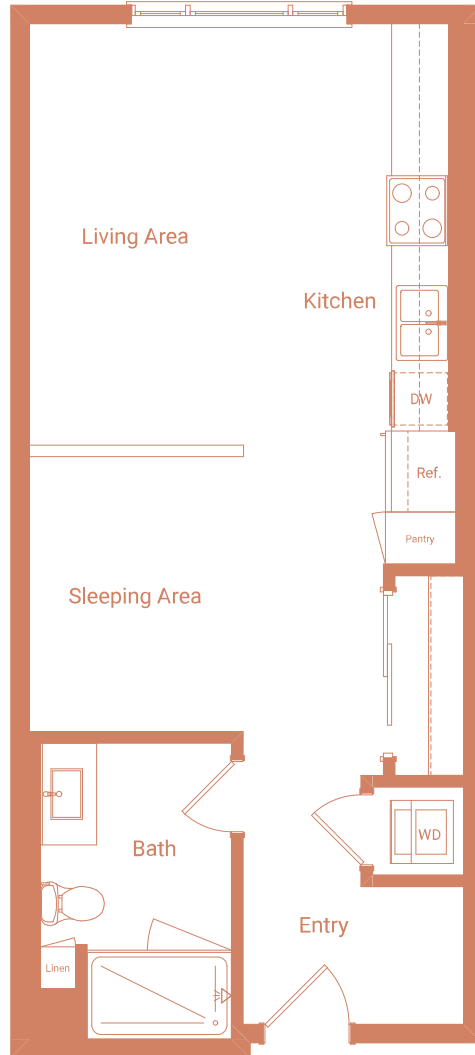 Living Area
Kitchen
DW
Ref.
Pantry
Sleeping Area
WD
Bath
Entry
Linen